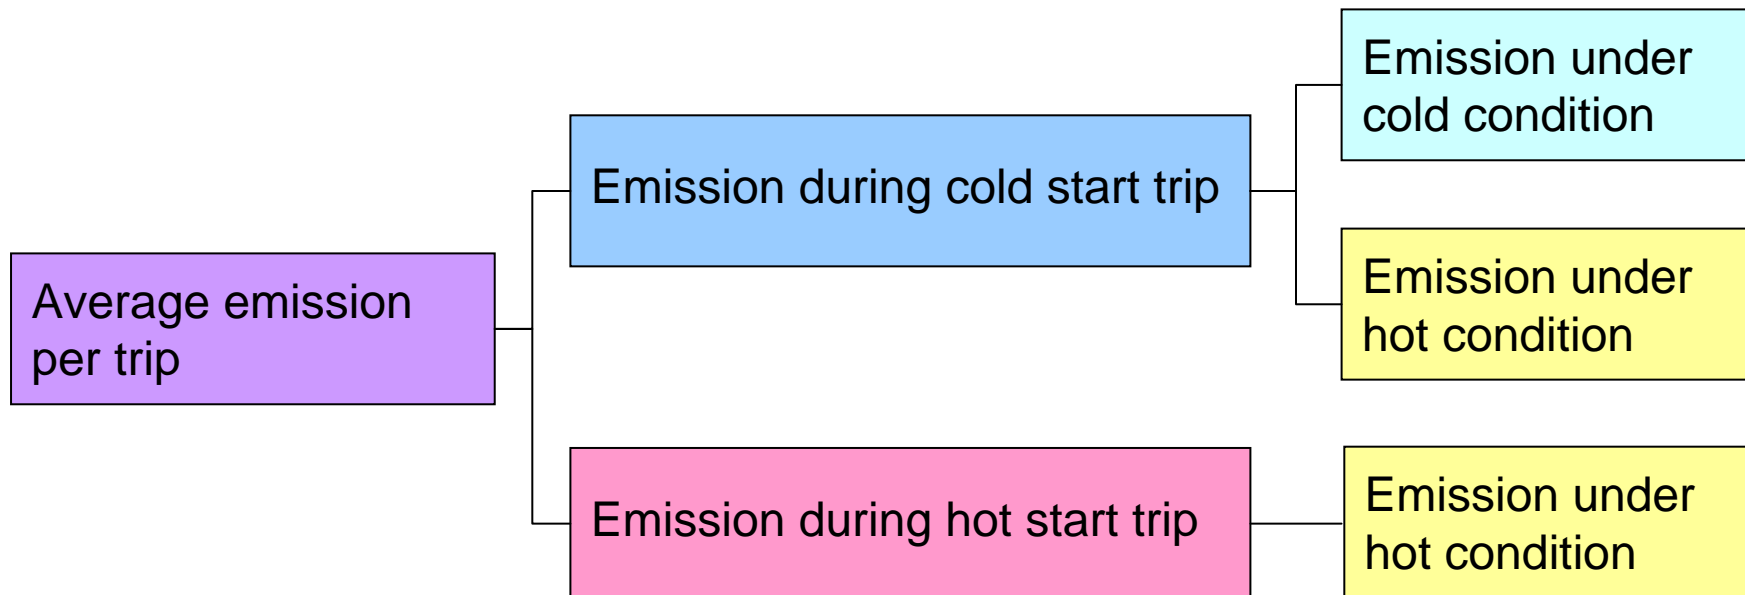 Average emission
per trip
Emission during cold start trip
Emission under
cold condition
Emission under
hot condition
Emission during hot start trip
Emission under
hot condition